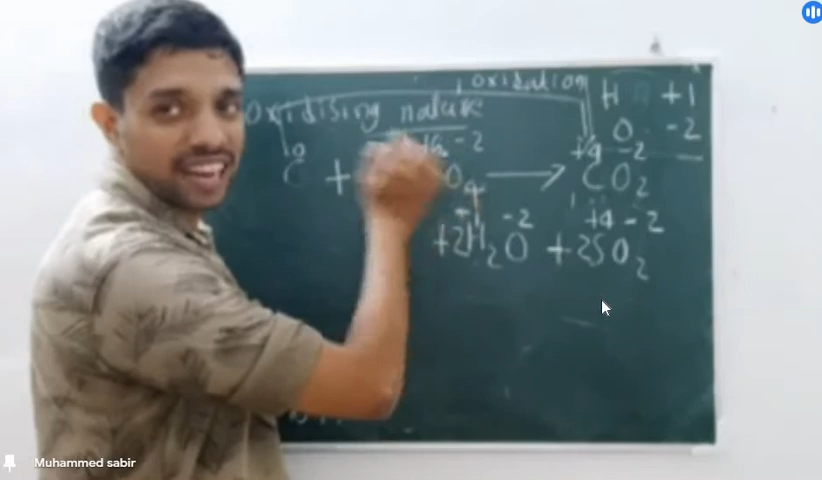 oxidation
oxidising nature
H +1
O -2
0 -2 +4 -2
C + O4 → CO2
+1 -2 +4 -2
+2H2O + 2SO2
Muhammed sabir